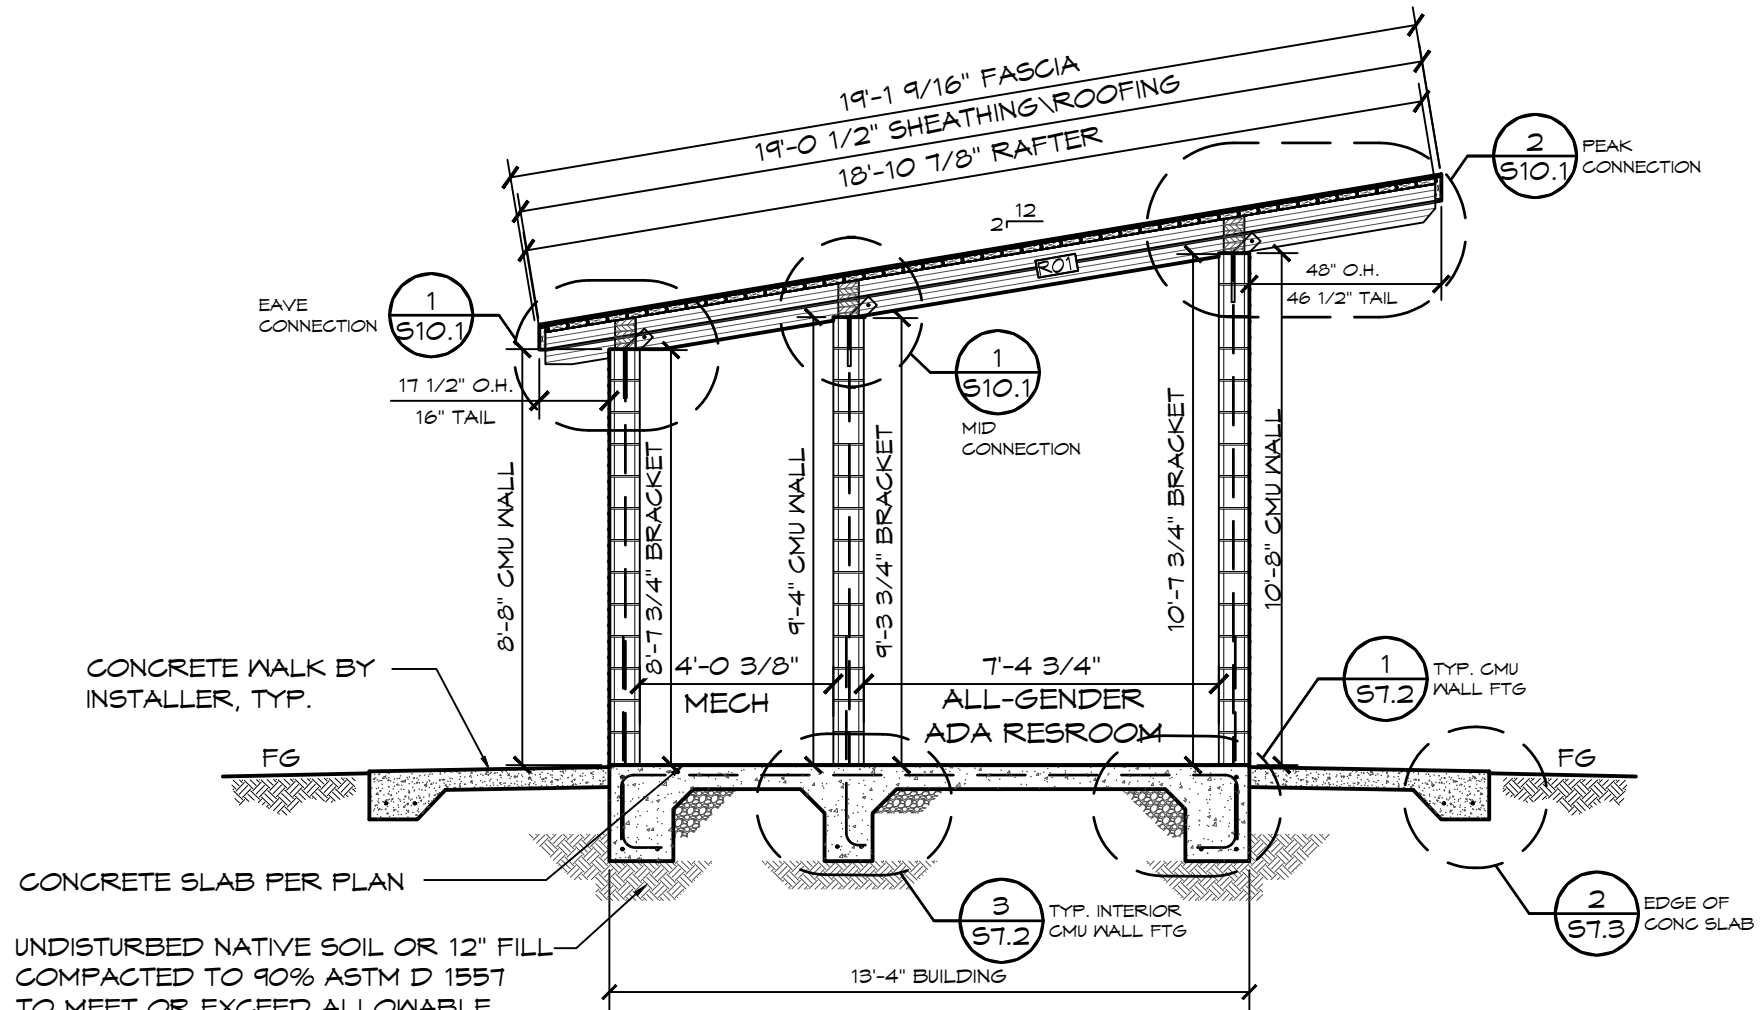 19'-1 9/16" FASCIA
19'-0 1/2" SHEATHING\ROOFING
18'-10 7/8" RAFTER
12
2
R01
2
S10.1
PEAK
CONNECTION
48" O.H.
46 1/2" TAIL
EAVE
CONNECTION
1
S10.1
17 1/2" O.H.
16" TAIL
1
S10.1
MID
CONNECTION
8'-8" CMU WALL
8'-7 3/4" BRACKET
9'-4" CMU WALL
9'-3 3/4" BRACKET
10'-7 3/4" BRACKET
10'-8" CMU WALL
4'-0 3/8"
MECH
7'-4 3/4"
ALL-GENDER
ADA RESROOM
CONCRETE WALK BY
INSTALLER, TYP.
FG
1
S7.2
TYP. CMU
WALL FTG
FG
CONCRETE SLAB PER PLAN
3
S7.2
TYP. INTERIOR
CMU WALL FTG
2
S7.3
EDGE OF
CONC SLAB
UNDISTURBED NATIVE SOIL OR 12" FILL
COMPACTED TO 90% ASTM D 1557
TO MEET OR EXCEED ALLOWABLE
13'-4" BUILDING